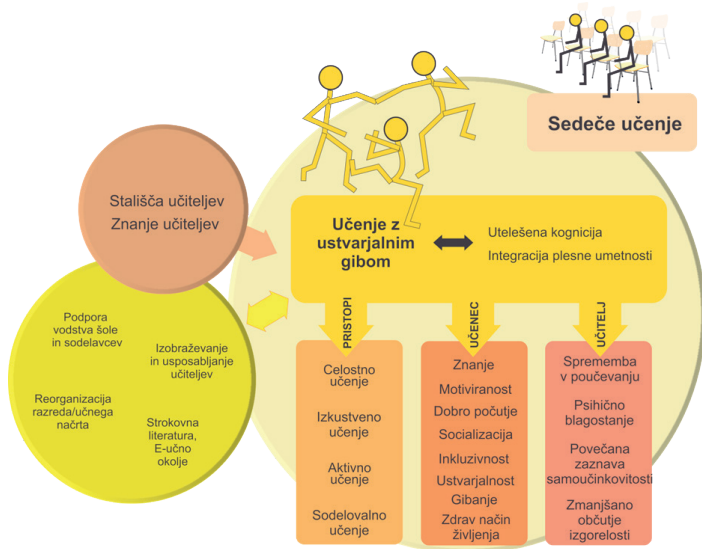 Sedeče učenje
Stališča učiteljev
Znanje učiteljev
Učenje z
ustvarjalnim
gibom
Utelešena kognicija
Integracija plesne umetnosti
Podpora
vodstva šole
in sodelavcev
Izobraževanje
in usposabljanje
učiteljev
Reorganizacija
razreda/učnega
načrta
Strokovna
literatura,
E-učno
okolje
PRISTOPI
Celostno
učenje
Izkustveno
učenje
Aktivno
učenje
Sodelovalno
učenje
UČENEC
Znanje
Motiviranost
Dobro počutje
Socializacija
Inkluzivnost
Ustvarjalnost
Gibanje
Zdrav način
življenja
UČITELJ
Sprememba
v poučevanju
Psihično
blagostanje
Povečana
zaznava
samoučinkovitosti
Zmanjšano
občutje
izgorelosti